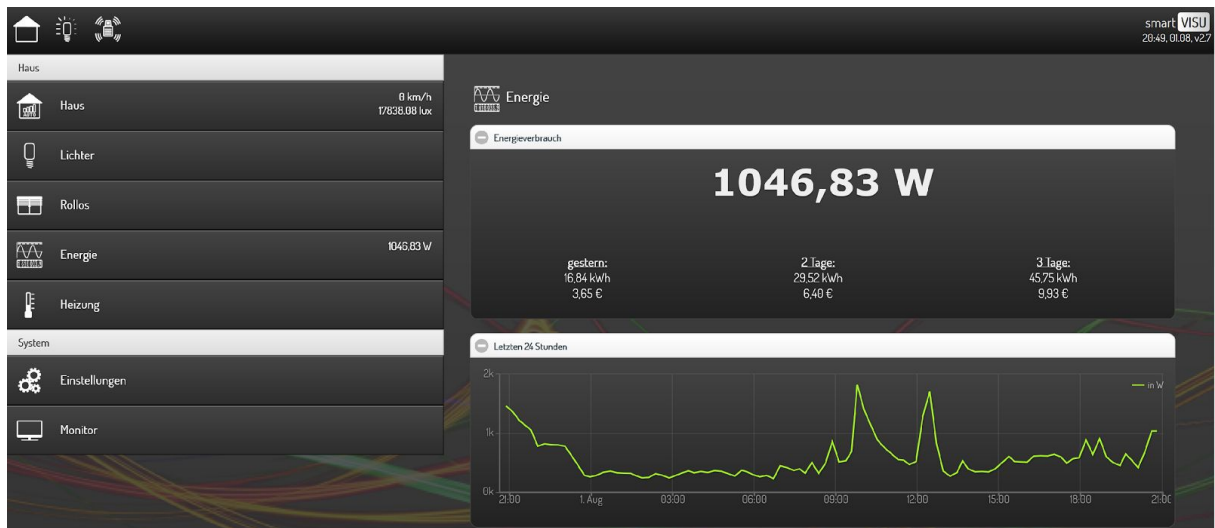 smart VISU
20:49, 01.08, v2.7
Haus
Haus
0 km/h
17838.08 lux
Lichter
Rollos
Energie
1046,83 W
Heizung
System
Einstellungen
Monitor
Energie
Energieverbrauch
1046,83 W
gestern:
16,84 kWh
3,65 €
2 Tage:
29,52 kWh
6,40 €
3 Tage:
45,75 kWh
9,93 €
Letzten 24 Stunden
in W
2k
1k
0k
21:00 1. Aug 03:00 06:00 09:00 12:00 15:00 18:00 21:00